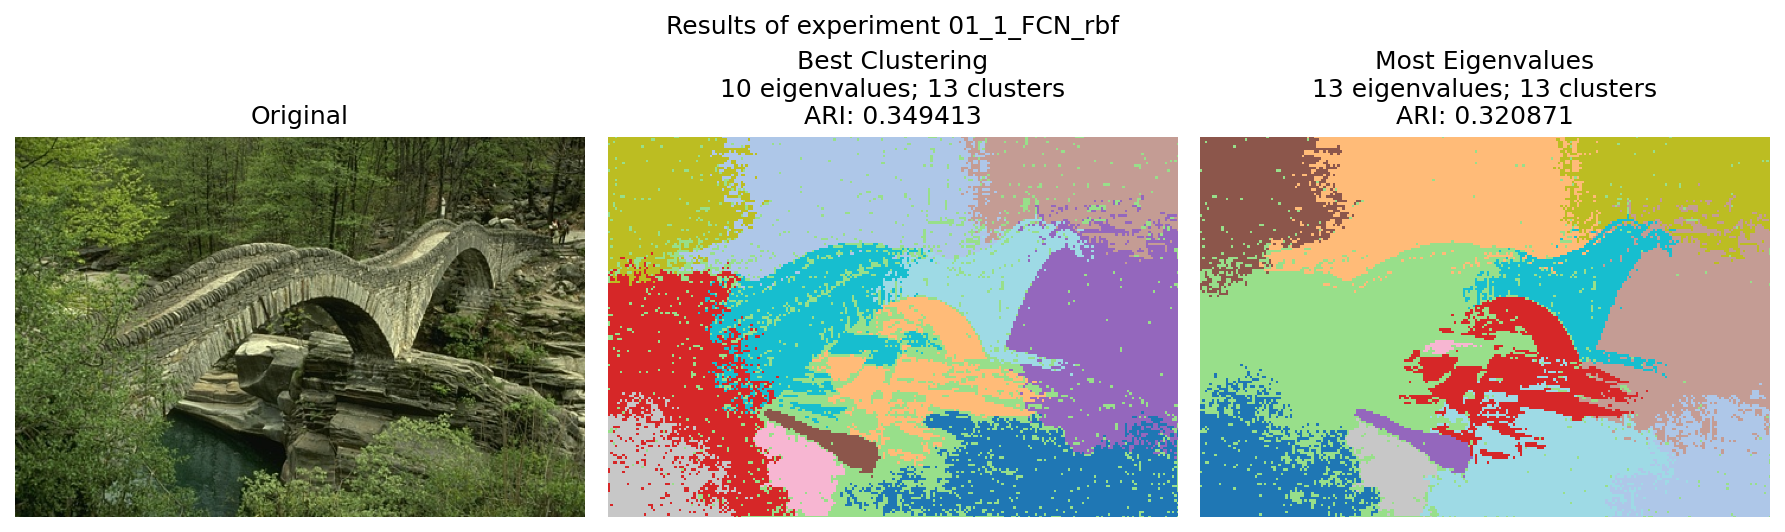 Results of experiment 01_1_FCN_rbf
Original
Best Clustering
10 eigenvalues; 13 clusters
ARI: 0.349413
Most Eigenvalues
13 eigenvalues; 13 clusters
ARI: 0.320871